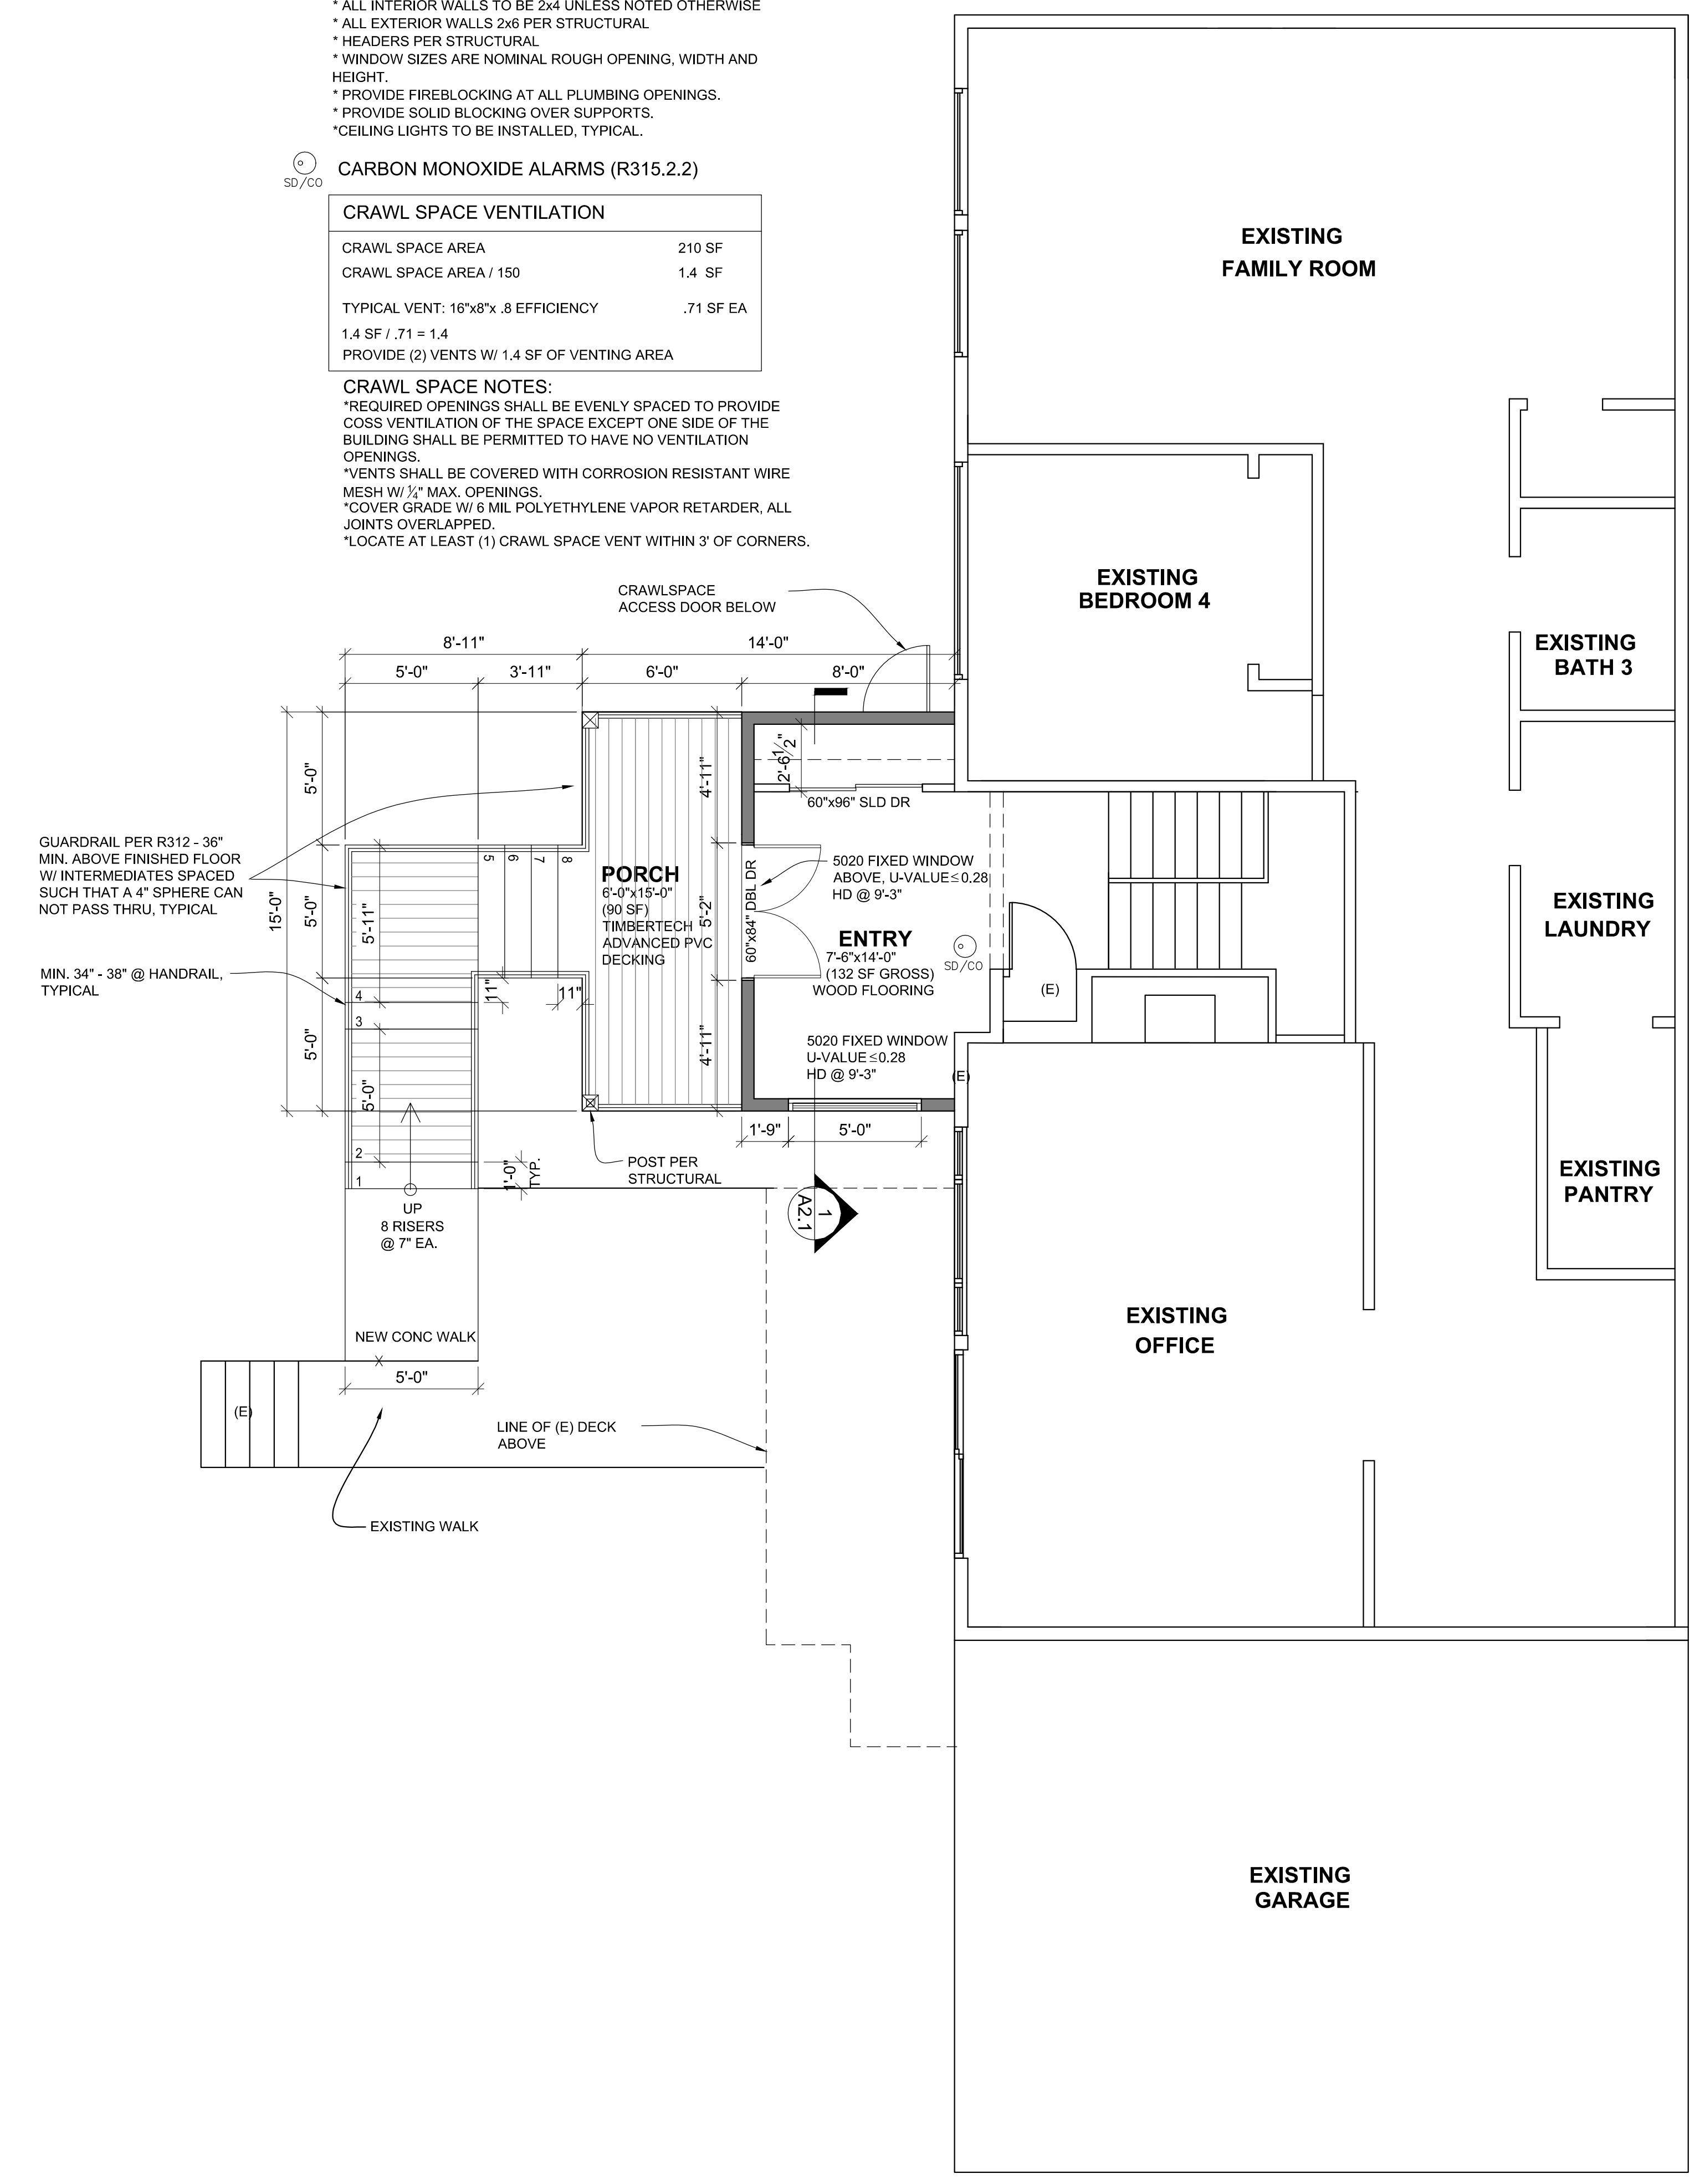 * ALL INTERIOR WALLS TO BE 2x4 UNLESS NOTED OTHERWISE
* ALL EXTERIOR WALLS 2x6 PER STRUCTURAL
* HEADERS PER STRUCTURAL
* WINDOW SIZES ARE NOMINAL ROUGH OPENING, WIDTH AND
HEIGHT.
* PROVIDE FIREBLOCKING AT ALL PLUMBING OPENINGS.
* PROVIDE SOLID BLOCKING OVER SUPPORTS.
*CEILING LIGHTS TO BE INSTALLED, TYPICAL.
SD/CO
CARBON MONOXIDE ALARMS (R315.2.2)
CRAWL SPACE VENTILATION
CRAWL SPACE AREA 210 SF
CRAWL SPACE AREA / 150 1.4 SF
TYPICAL VENT: 16"x8"x .8 EFFICIENCY .71 SF EA
1.4 SF / .71 = 1.4
PROVIDE (2) VENTS W/ 1.4 SF OF VENTING AREA
CRAWL SPACE NOTES:
*REQUIRED OPENINGS SHALL BE EVENLY SPACED TO PROVIDE
COSS VENTILATION OF THE SPACE EXCEPT ONE SIDE OF THE
BUILDING SHALL BE PERMITTED TO HAVE NO VENTILATION
OPENINGS.
*VENTS SHALL BE COVERED WITH CORROSION RESISTANT WIRE
MESH W/ ¼" MAX. OPENINGS.
*COVER GRADE W/ 6 MIL POLYETHYLENE VAPOR RETARDER, ALL
JOINTS OVERLAPPED.
*LOCATE AT LEAST (1) CRAWL SPACE VENT WITHIN 3' OF CORNERS.
EXISTING
FAMILY ROOM
EXISTING
BEDROOM 4
EXISTING
BATH 3
CRAWLSPACE
ACCESS DOOR BELOW
8'-11"
14'-0"
5'-0"
3'-11"
6'-0"
8'-0"
15'-0"
5'-0"
5'-0"
5'-0"
5'-11"
5'-0"
4'-11"
5'-2"
4'-11"
2'-6 1/2"
60"x96" SLD DR
GUARDRAIL PER R312 - 36"
MIN. ABOVE FINISHED FLOOR
W/ INTERMEDIATES SPACED
SUCH THAT A 4" SPHERE CAN
NOT PASS THRU, TYPICAL
MIN. 34" - 38" @ HANDRAIL,
TYPICAL
5
6
7
8
PORCH
6'-0"x15'-0"
(90 SF)
TIMBERTECH
ADVANCED PVC
DECKING
60"x84" DBL DR
5020 FIXED WINDOW
ABOVE, U-VALUE≤0.28
HD @ 9'-3"
ENTRY
7'-6"x14'-0"
(132 SF GROSS)
WOOD FLOORING
SD/CO
(E)
EXISTING
LAUNDRY
4
3
2
1
11"
11"
5020 FIXED WINDOW
U-VALUE≤0.28
HD @ 9'-3"
(E)
1'-9"
5'-0"
1'-0"
TYP.
POST PER
STRUCTURAL
1
A2.1
UP
8 RISERS
@ 7" EA.
EXISTING
PANTRY
EXISTING
OFFICE
NEW CONC WALK
5'-0"
(E)
LINE OF (E) DECK
ABOVE
EXISTING WALK
EXISTING
GARAGE